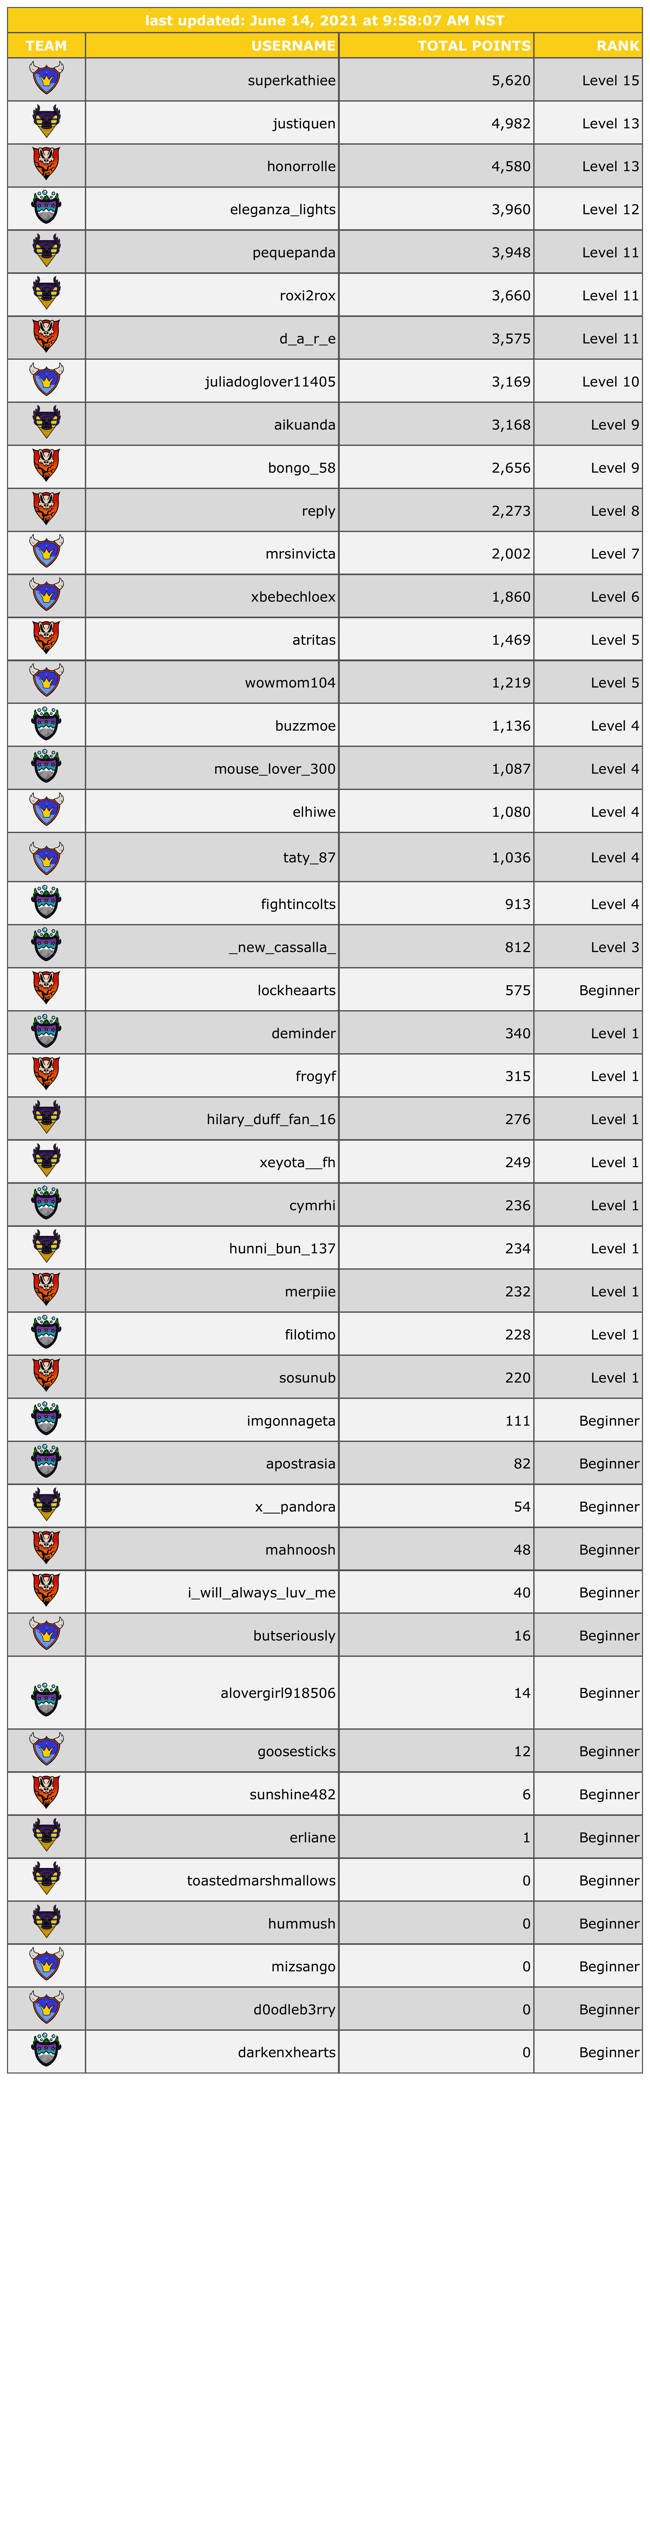 last updated: June 14, 2021 at 9:58:07 AM NST
TEAM USERNAME TOTAL POINTS RANK
superkathiee 5,620 Level 15
justiquen 4,982 Level 13
honorrolle 4,580 Level 13
eleganza_lights 3,960 Level 12
pequepanda 3,948 Level 11
roxi2rox 3,660 Level 11
d_a_r_e 3,575 Level 11
juliadoglover11405 3,169 Level 10
aikuanda 3,168 Level 9
bongo_58 2,656 Level 9
reply 2,273 Level 8
mrsinvicta 2,002 Level 7
xbebechloex 1,860 Level 6
atritas 1,469 Level 5
wowmom104 1,219 Level 5
buzzmoe 1,136 Level 4
mouse_lover_300 1,087 Level 4
elhiwe 1,080 Level 4
taty_87 1,036 Level 4
fightincolts 913 Level 4
_new_cassalla_ 812 Level 3
lockheaarts 575 Beginner
deminder 340 Level 1
frogyf 315 Level 1
hilary_duff_fan_16 276 Level 1
xeyota__fh 249 Level 1
cymrhi 236 Level 1
hunni_bun_137 234 Level 1
merpiie 232 Level 1
filotimo 228 Level 1
sosunub 220 Level 1
imgonnageta 111 Beginner
apostrasia 82 Beginner
x__pandora 54 Beginner
mahnoosh 48 Beginner
i_will_always_luv_me 40 Beginner
butseriously 16 Beginner
alovergirl918506 14 Beginner
goosesticks 12 Beginner
sunshine482 6 Beginner
erliane 1 Beginner
toastedmarshmallows 0 Beginner
hummush 0 Beginner
mizsango 0 Beginner
d0odleb3rry 0 Beginner
darkenxhearts 0 Beginner